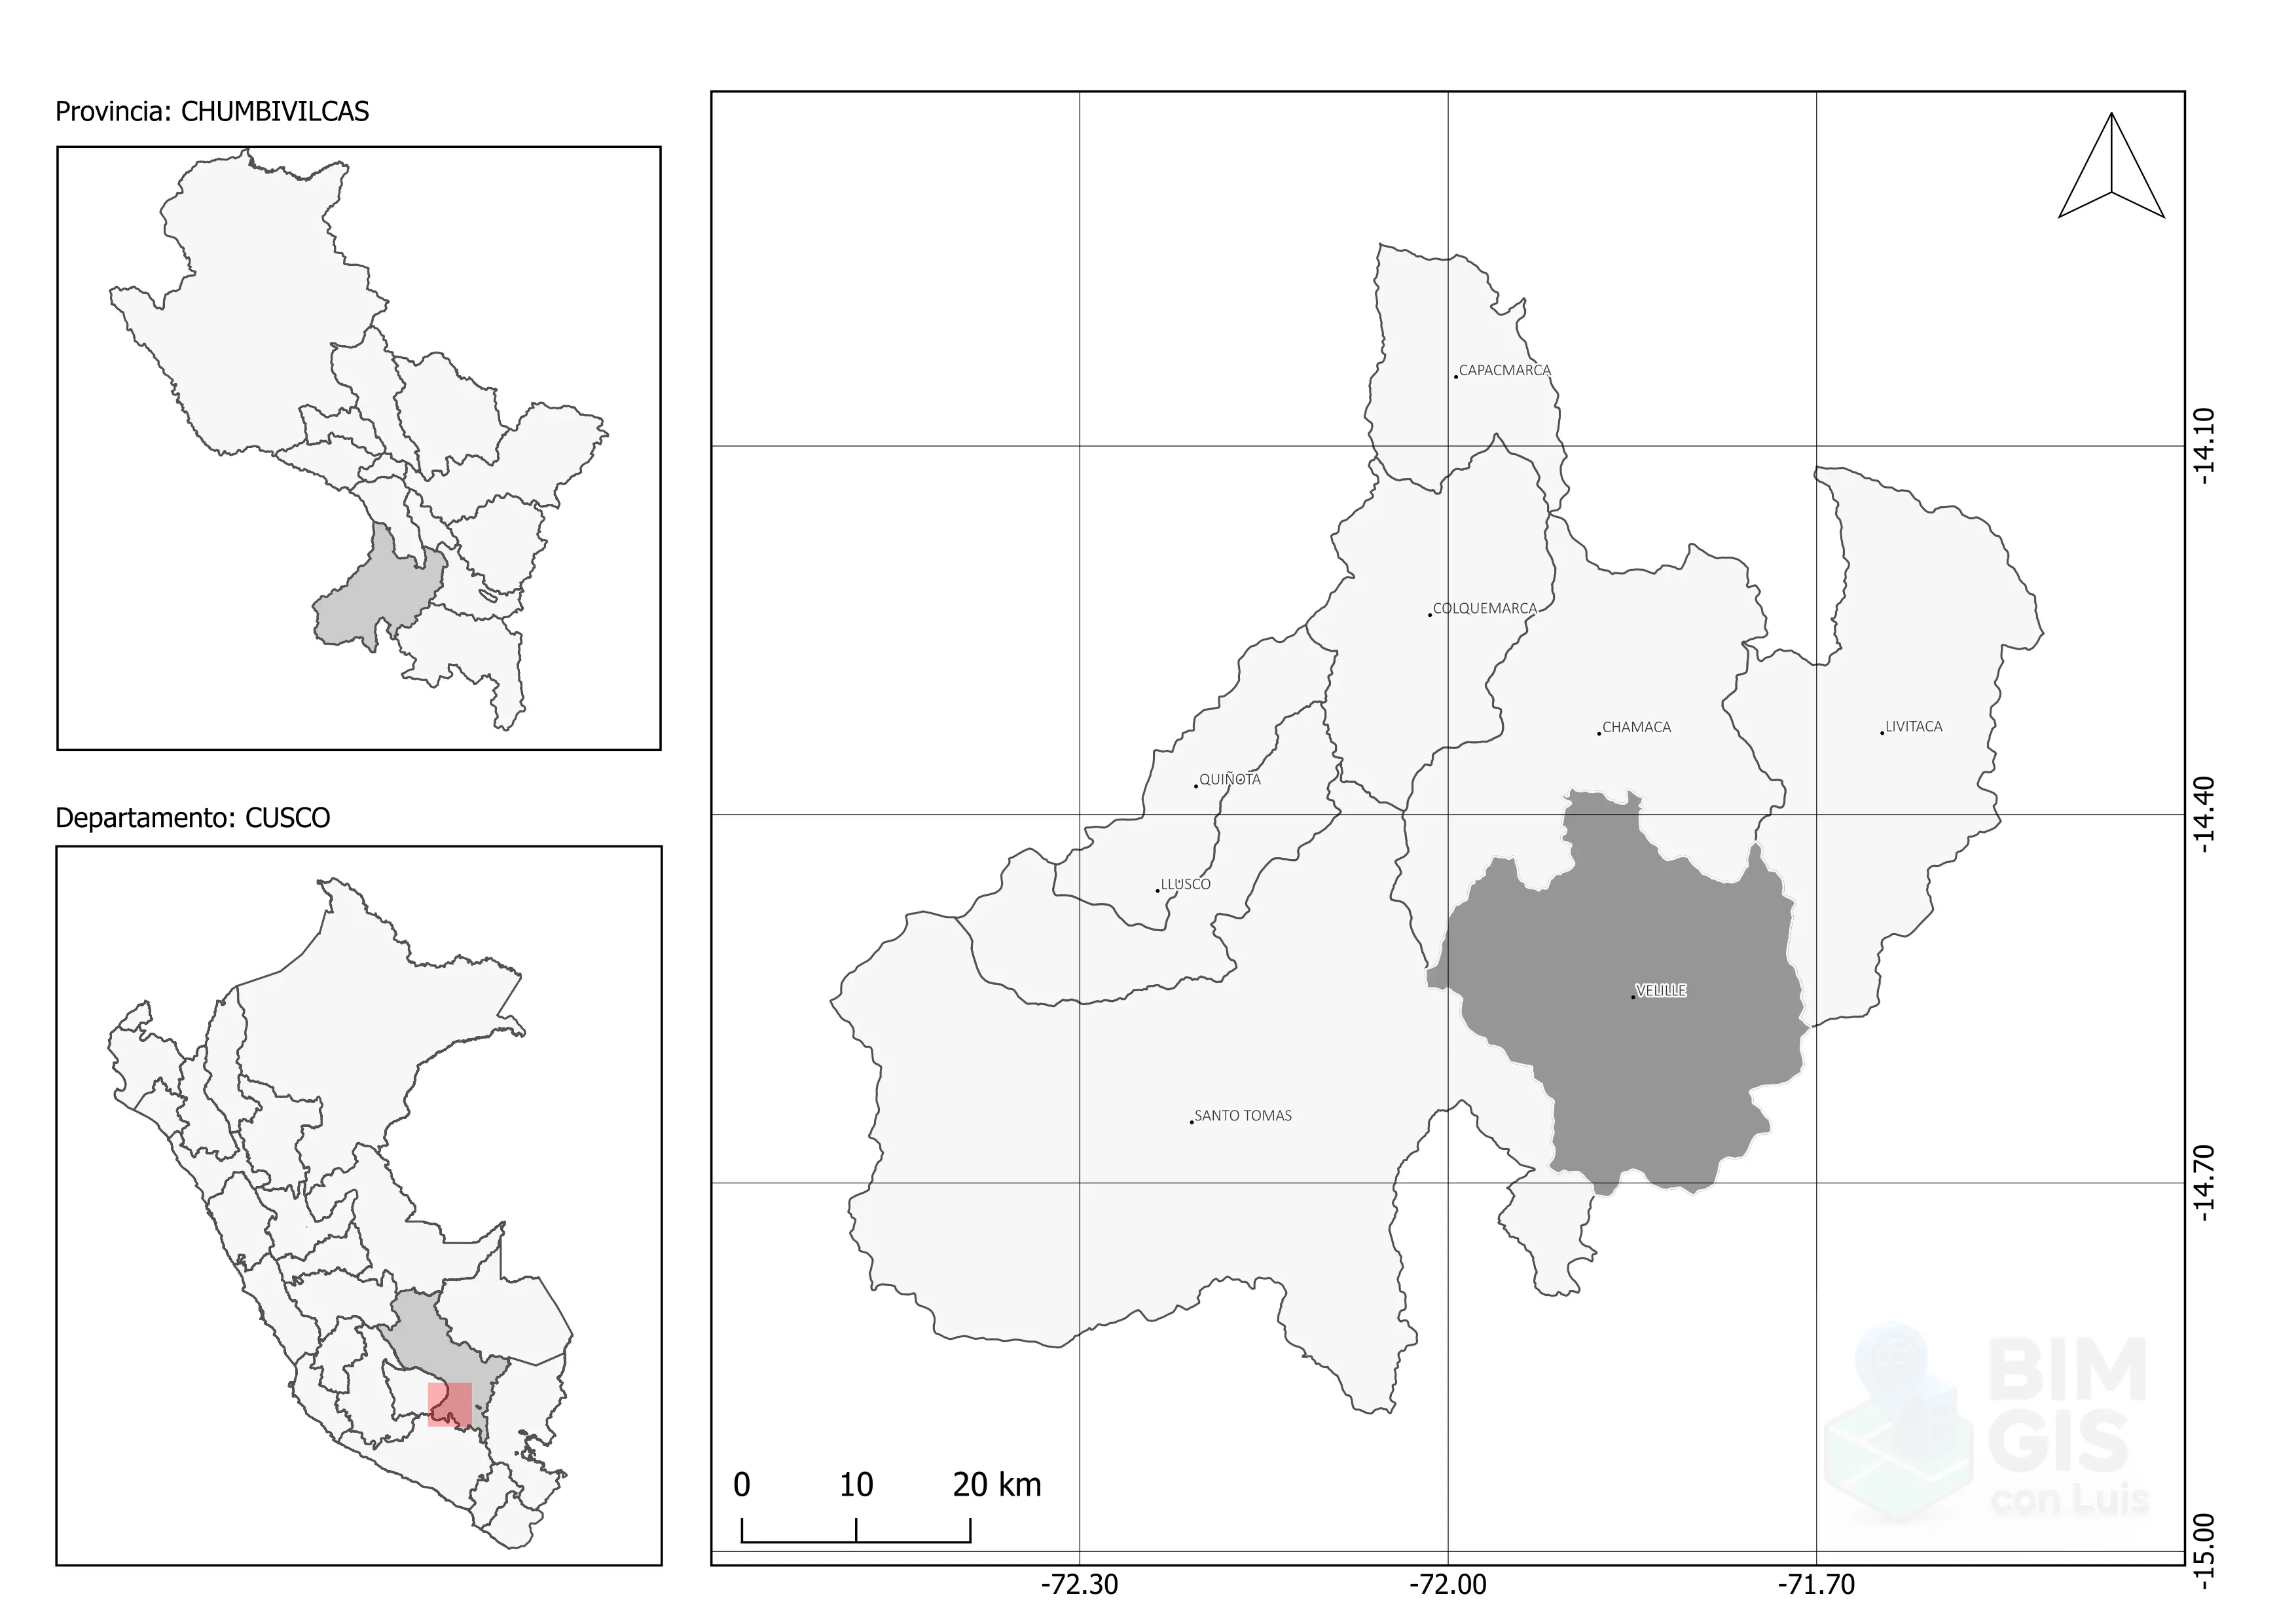 Provincia: CHUMBIVILCAS
Departamento: CUSCO
CAPACMARCA
COLQUEMARCA
CHAMACA
LIVITACA
QUIÑOTA
LLUSCO
VELILLE
SANTO TOMAS
-14.10
-14.40
-14.70
-15.00
-72.30
-72.00
-71.70
0 10 20 km
BIM
GIS
con Luis